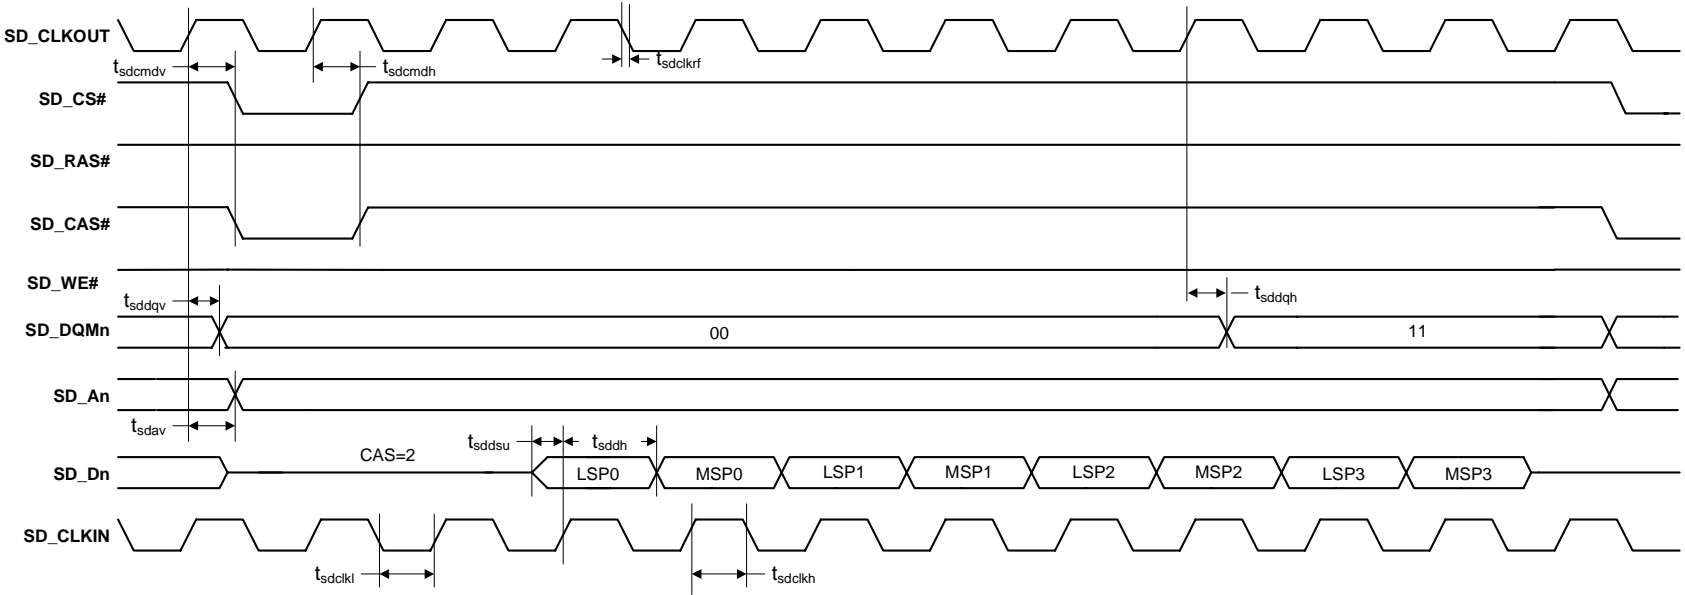 SD_CLKOUT
tsdcmdv
tsdcmdh
tsdclkrf
SD_CS#
SD_RAS#
SD_CAS#
SD_WE#
tsddqv
tsddqh
SD_DQMn
00
11
SD_An
tsdav
tsddsu
tsddh
CAS=2
SD_Dn
LSP0
MSP0
LSP1
MSP1
LSP2
MSP2
LSP3
MSP3
SD_CLKIN
tsdclkl
tsdclkh